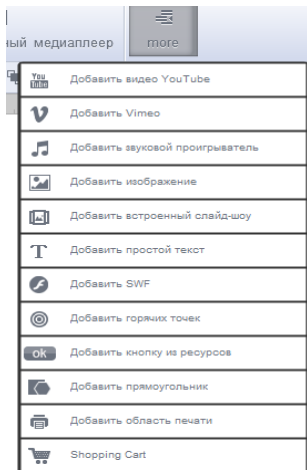 ный медиаплеер
more
You Tube
Добавить видео YouTube
Добавить Vimeo
Добавить звуковой проигрыватель
Добавить изображение
Добавить встроенный слайд-шоу
T
Добавить простой текст
Добавить SWF
Добавить горячих точек
ok
Добавить кнопку из ресурсов
Добавить прямоугольник
Добавить область печати
Shopping Cart